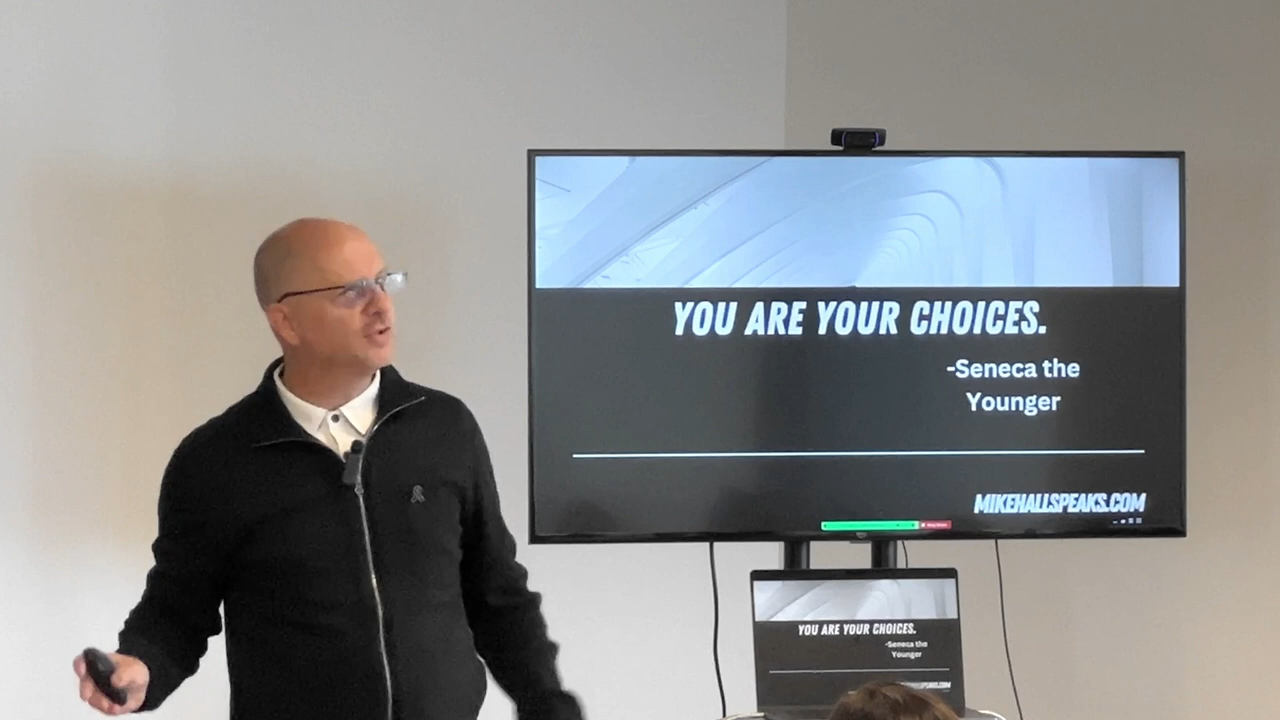 YOU ARE YOUR CHOICES.
-Seneca the
Younger
MIKEHALLSPEAKS.COM
YOU ARE YOUR CHOICES.
-Seneca the
Younger